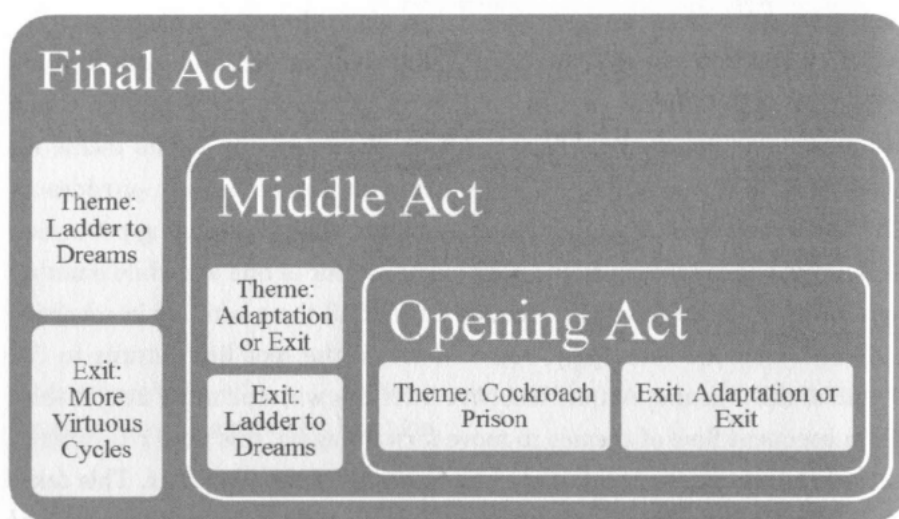 Final Act
Theme:
Ladder to
Dreams
Exit:
More
Virtuous
Cycles
Middle Act
Theme:
Adaptation
or Exit
Exit:
Ladder to
Dreams
Opening Act
Theme: Cockroach
Prison
Exit: Adaptation or
Exit